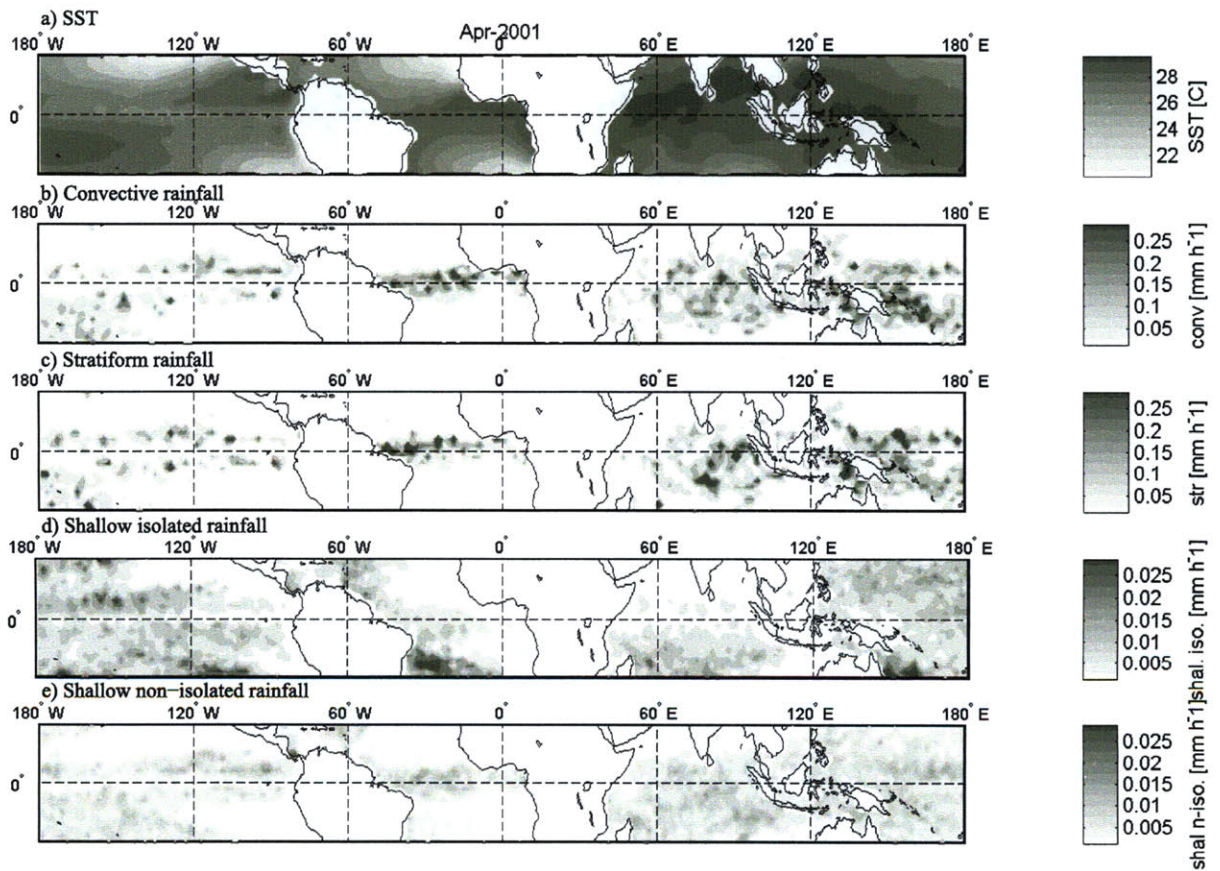 a) SST
Apr-2001
180° W 120° W 60° W 0° 60° E 120° E 180° E
0°
28
26
24
22
SST [C]
b) Convective rainfall
180° W 120° W 60° W 0° 60° E 120° E 180° E
0°
0.25
0.2
0.15
0.1
0.05
conv [mm h-1]
c) Stratiform rainfall
180° W 120° W 60° W 0° 60° E 120° E 180° E
0°
0.25
0.2
0.15
0.1
0.05
str [mm h-1]
d) Shallow isolated rainfall
180° W 120° W 60° W 0° 60° E 120° E 180° E
0°
0.025
0.02
0.015
0.01
0.005
shal. iso. [mm h-1]
e) Shallow non-isolated rainfall
180° W 120° W 60° W 0° 60° E 120° E 180° E
0°
0.025
0.02
0.015
0.01
0.005
shal n-iso. [mm h-1]